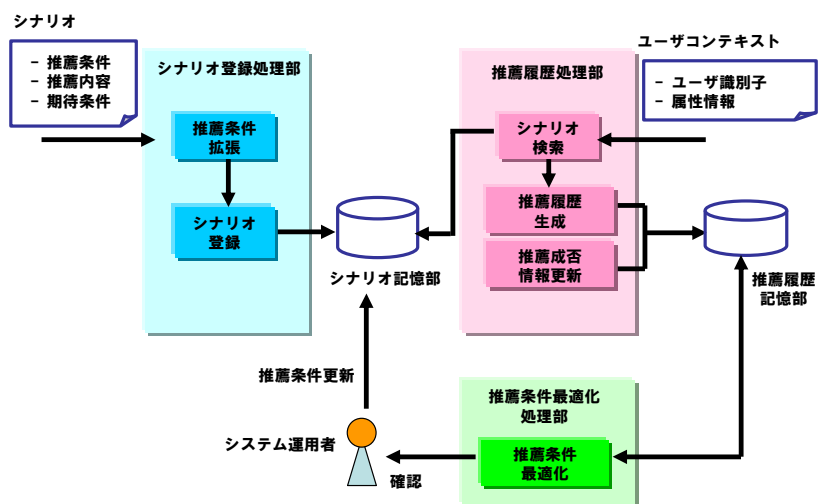 シナリオ
- 推薦条件
- 推薦内容
- 期待条件
シナリオ登録処理部
推薦条件
拡張
シナリオ
登録
シナリオ記憶部
推薦履歴処理部
シナリオ
検索
推薦履歴
生成
推薦成否
情報更新
ユーザコンテキスト
- ユーザ識別子
- 属性情報
推薦履歴
記憶部
推薦条件更新
システム運用者
確認
推薦条件最適化
処理部
推薦条件
最適化